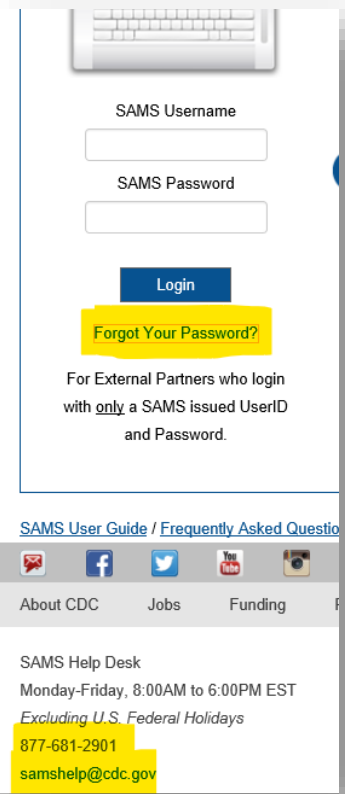 SAMS Username
SAMS Password
Login
Forgot Your Password?
For External Partners who login
with only a SAMS issued UserID
and Password.
SAMS User Guide / Frequently Asked Questio
You
Tube
About CDC Jobs Funding
SAMS Help Desk
Monday-Friday, 8:00AM to 6:00PM EST
Excluding U.S. Federal Holidays
877-681-2901
samshelp@cdc.gov